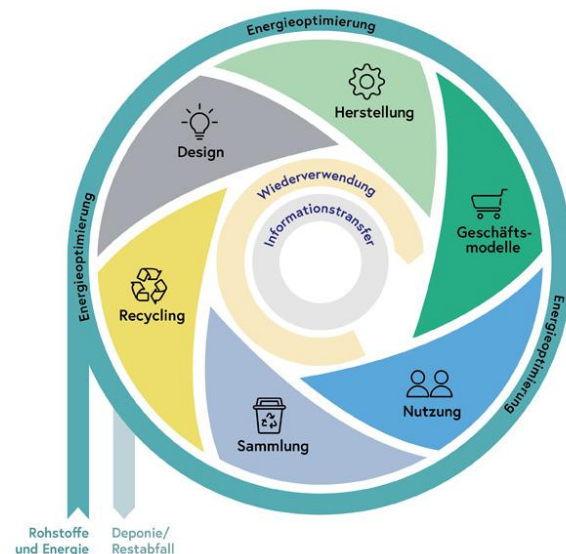 Energieoptimierung
Herstellung
Design
Wiederverwendung
Informationstransfer
Geschäfts-
modelle
Energieoptimierung
Recycling
Energieoptimierung
Nutzung
Sammlung
Rohstoffe
und Energie
Deponie/
Restabfall